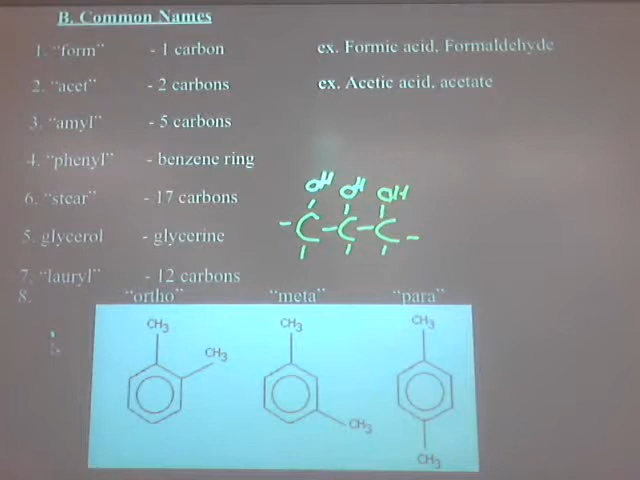 B. Common Names
1. "form" - 1 carbon ex. Formic acid, Formaldehyde
2. "acet" - 2 carbons ex. Acetic acid, acetate
3. "amyl" - 5 carbons
4. "phenyl" - benzene ring
OH OH OH
6. "stear" - 17 carbons
-C-C-C-
5. glycerol - glycerine
7. "lauryl" - 12 carbons
8. "ortho" "meta" "para"
CH3 CH3 CH3
CH3
CH3
CH3